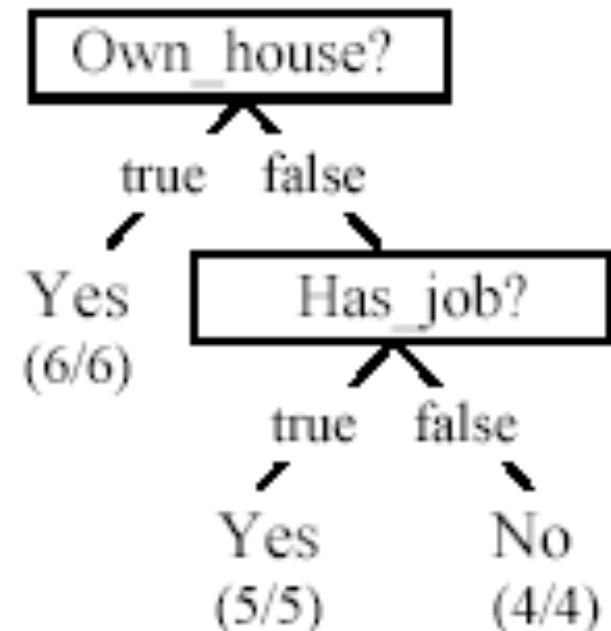 Own_house?
true false
Yes
(6/6)
Has_job?
true false
Yes No
(5/5) (4/4)